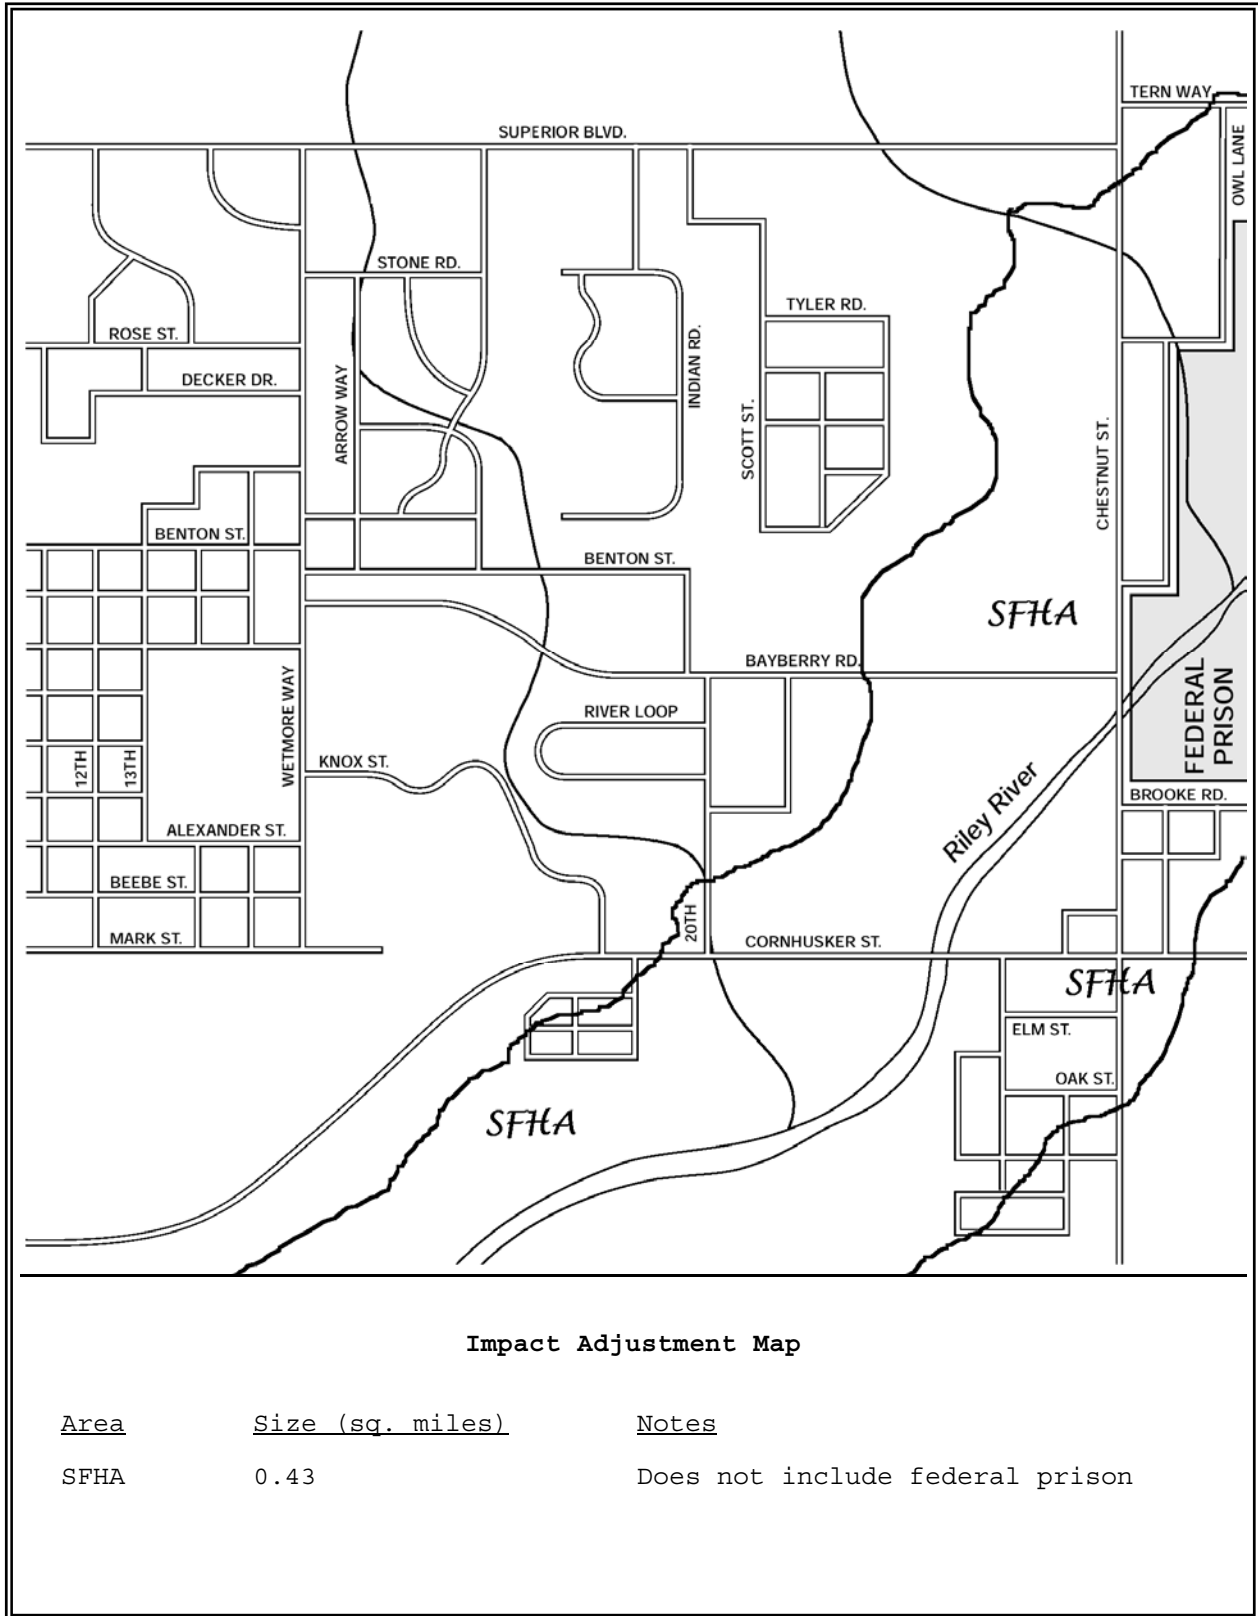 TERN WAY
SUPERIOR BLVD.
OWL LANE
STONE RD.
TYLER RD.
ROSE ST.
INDIAN RD.
DECKER DR.
ARROW WAY
SCOTT ST.
CHESTNUT ST.
BENTON ST.
BENTON ST.
SFHA
BAYBERRY RD.
WETMORE WAY
FEDERAL
PRISON
RIVER LOOP
12TH
13TH
KNOX ST.
BROOKE RD.
Riley River
ALEXANDER ST.
BEEBE ST.
20TH
MARK ST.
CORNHUSKER ST.
SFHA
ELM ST.
OAK ST.
SFHA
Impact Adjustment Map
Area Size (sq. miles) Notes
SFHA 0.43 Does not include federal prison